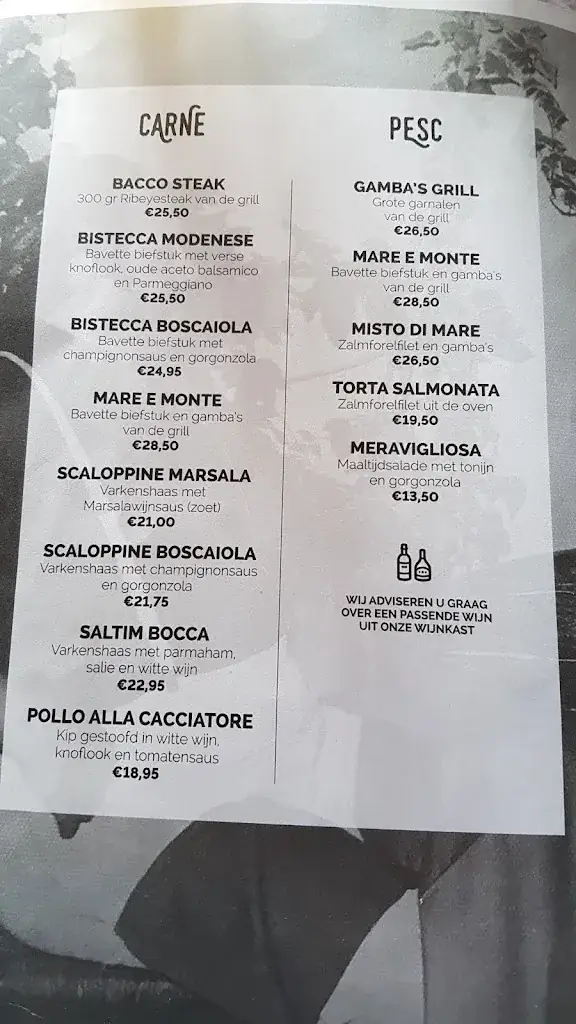 CARNE
BACCO STEAK
300 gr Ribeyesteak van de grill
€25,50
BISTECCA MODENESE
Bavette biefstuk met verse
knoflook, oude aceto balsamico
en Parmeggiano
€25,50
BISTECCA BOSCAIOLA
Bavette biefstuk met
champignonsaus en gorgonzola
€24,95
MARE E MONTE
Bavette biefstuk en gamba's
van de grill
€28,50
SCALOPPINE MARSALA
Varkenshaas met
Marsalawijnsaus (zoet)
€21,00
SCALOPPINE BOSCAIOLA
Varkenshaas met champignonsaus
en gorgonzola
€21,75
SALTIM BOCCA
Varkenshaas met parmaham,
salie en witte wijn
€22,95
POLLO ALLA CACCIATORE
Kip gestoofd in witte wijn,
knoflook en tomatensaus
€18,95
PESC
GAMBA'S GRILL
Grote garnalen
van de grill
€26,50
MARE E MONTE
Bavette biefstuk en gamba's
van de grill
€28,50
MISTO DI MARE
Zalmforelfilet en gamba's
€26,50
TORTA SALMONATA
Zalmforelfilet uit de oven
€19,50
MERAVIGLIOSA
Maaltijdsalade met tonijn
en gorgonzola
€13,50
WIJ ADVISEREN U GRAAG
OVER EEN PASSENDE WIJN
UIT ONZE WIJNKAST